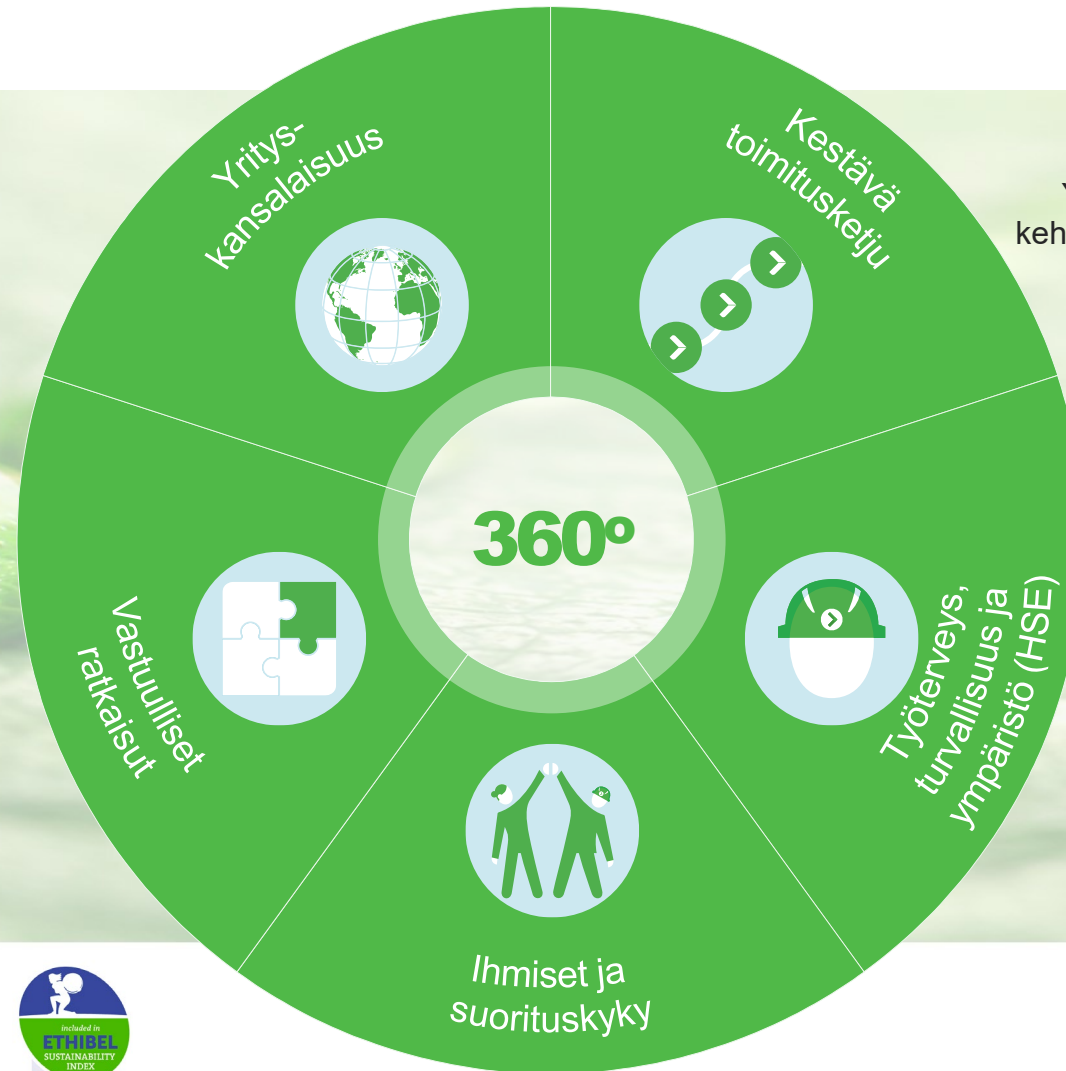 Yritys-
kansalaisuus
Kestävä
toimitusketju
keh
360º
Vastuulliset
ratkaisut
Työterveys,
turvallisuus ja
ympäristö (HSE)
Ihmiset ja
suorituskyky
included in
ETHIBEL
SUSTAINABILITY
INDEX